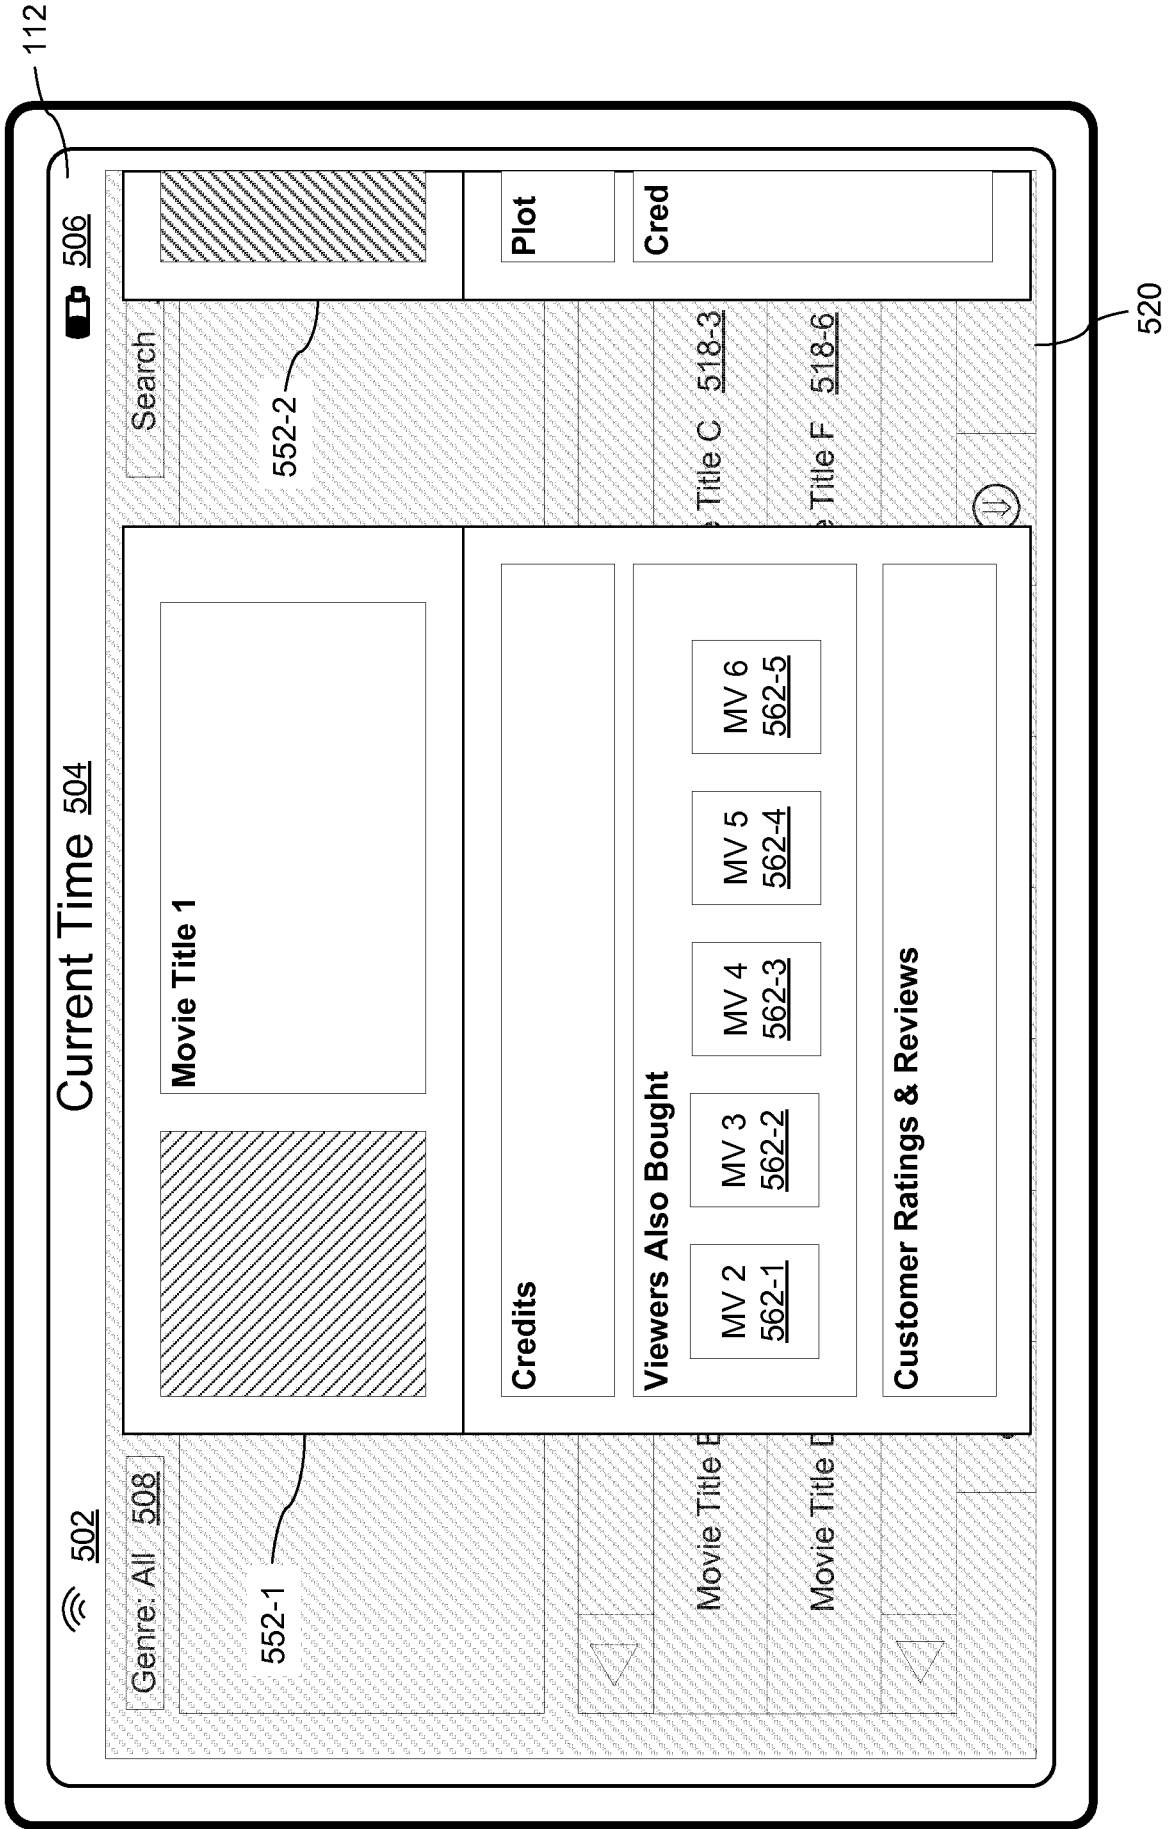 112
502
Current Time 504
506
Genre: All 508
Search
552-1
552-2
Movie Title 1
Plot
Credits
Cred
Viewers Also Bought
MV 2
562-1
MV 3
562-2
MV 4
562-3
MV 5
562-4
MV 6
562-5
Customer Ratings & Reviews
Movie Title B
Title C 518-3
Movie Title D
Title F 518-6
520